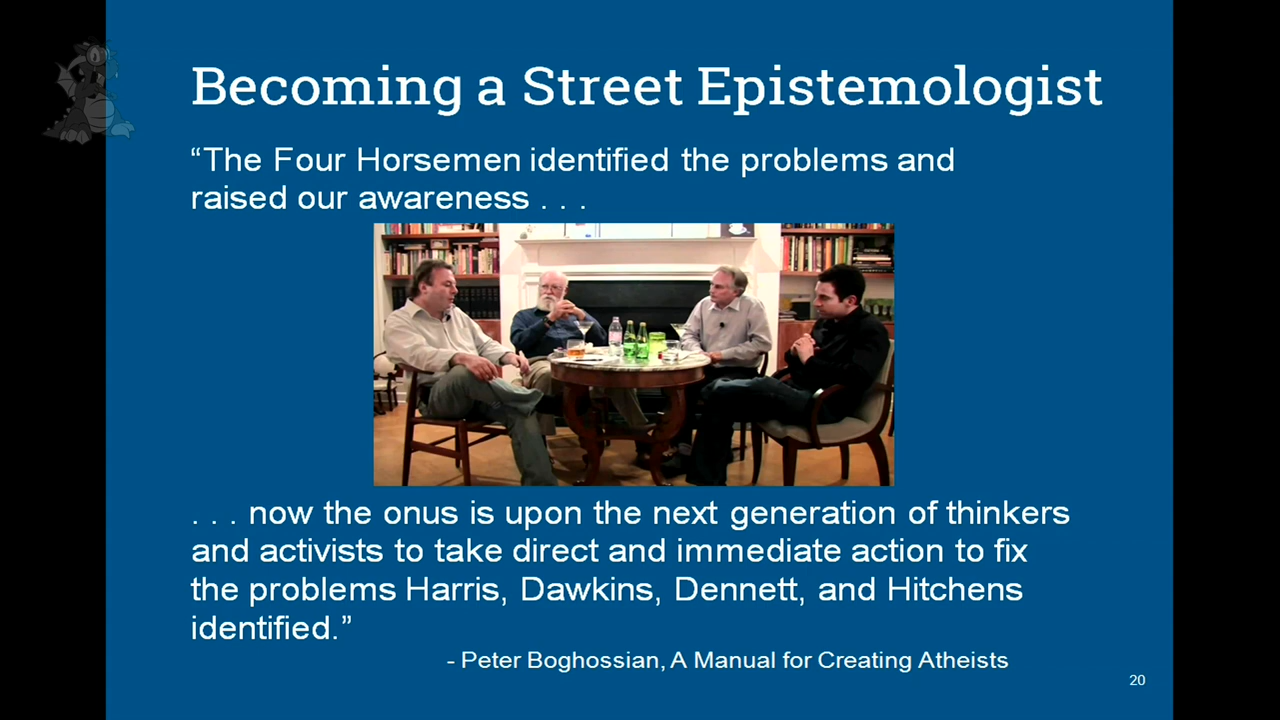 Becoming a Street Epistemologist
“The Four Horsemen identified the problems and
raised our awareness . . .
. . . now the onus is upon the next generation of thinkers
and activists to take direct and immediate action to fix
the problems Harris, Dawkins, Dennett, and Hitchens
identified.”
- Peter Boghossian, A Manual for Creating Atheists
20